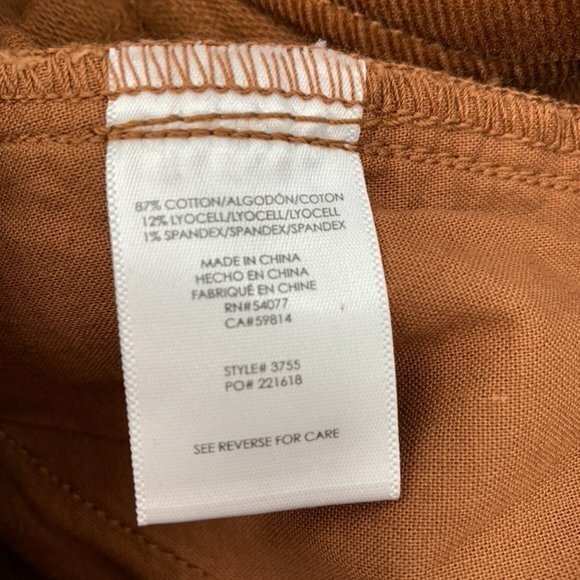 87% COTTON/ALGODÓN/COTON
12% LYOCELL/LYOCELL/LYOCELL
1% SPANDEX/SPANDEX/SPANDEX
MADE IN CHINA
HECHO EN CHINA
FABRIQUÉ EN CHINE
RN#54077
CA#59814
STYLE# 3755
PO# 221618
SEE REVERSE FOR CARE